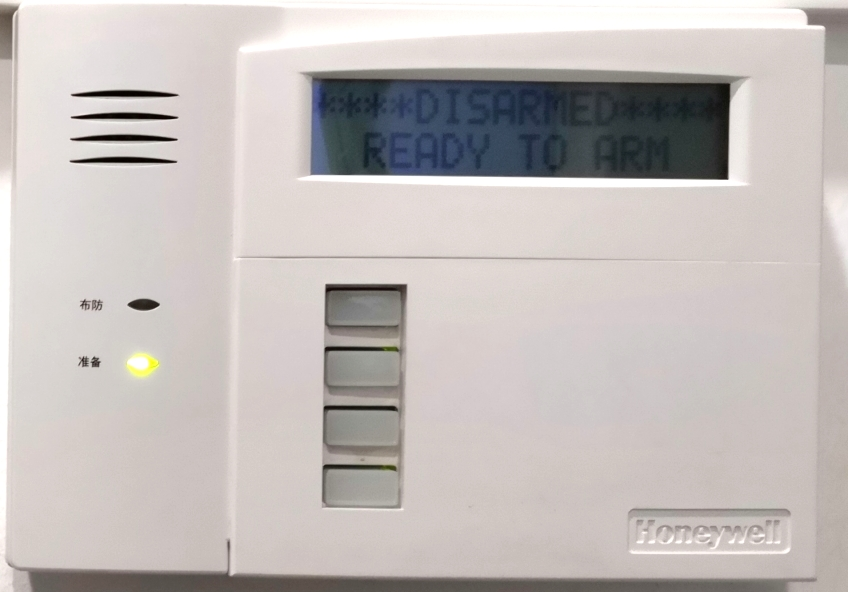 ****DISARMED****
READY TO ARM
布防
准备
Honeywell